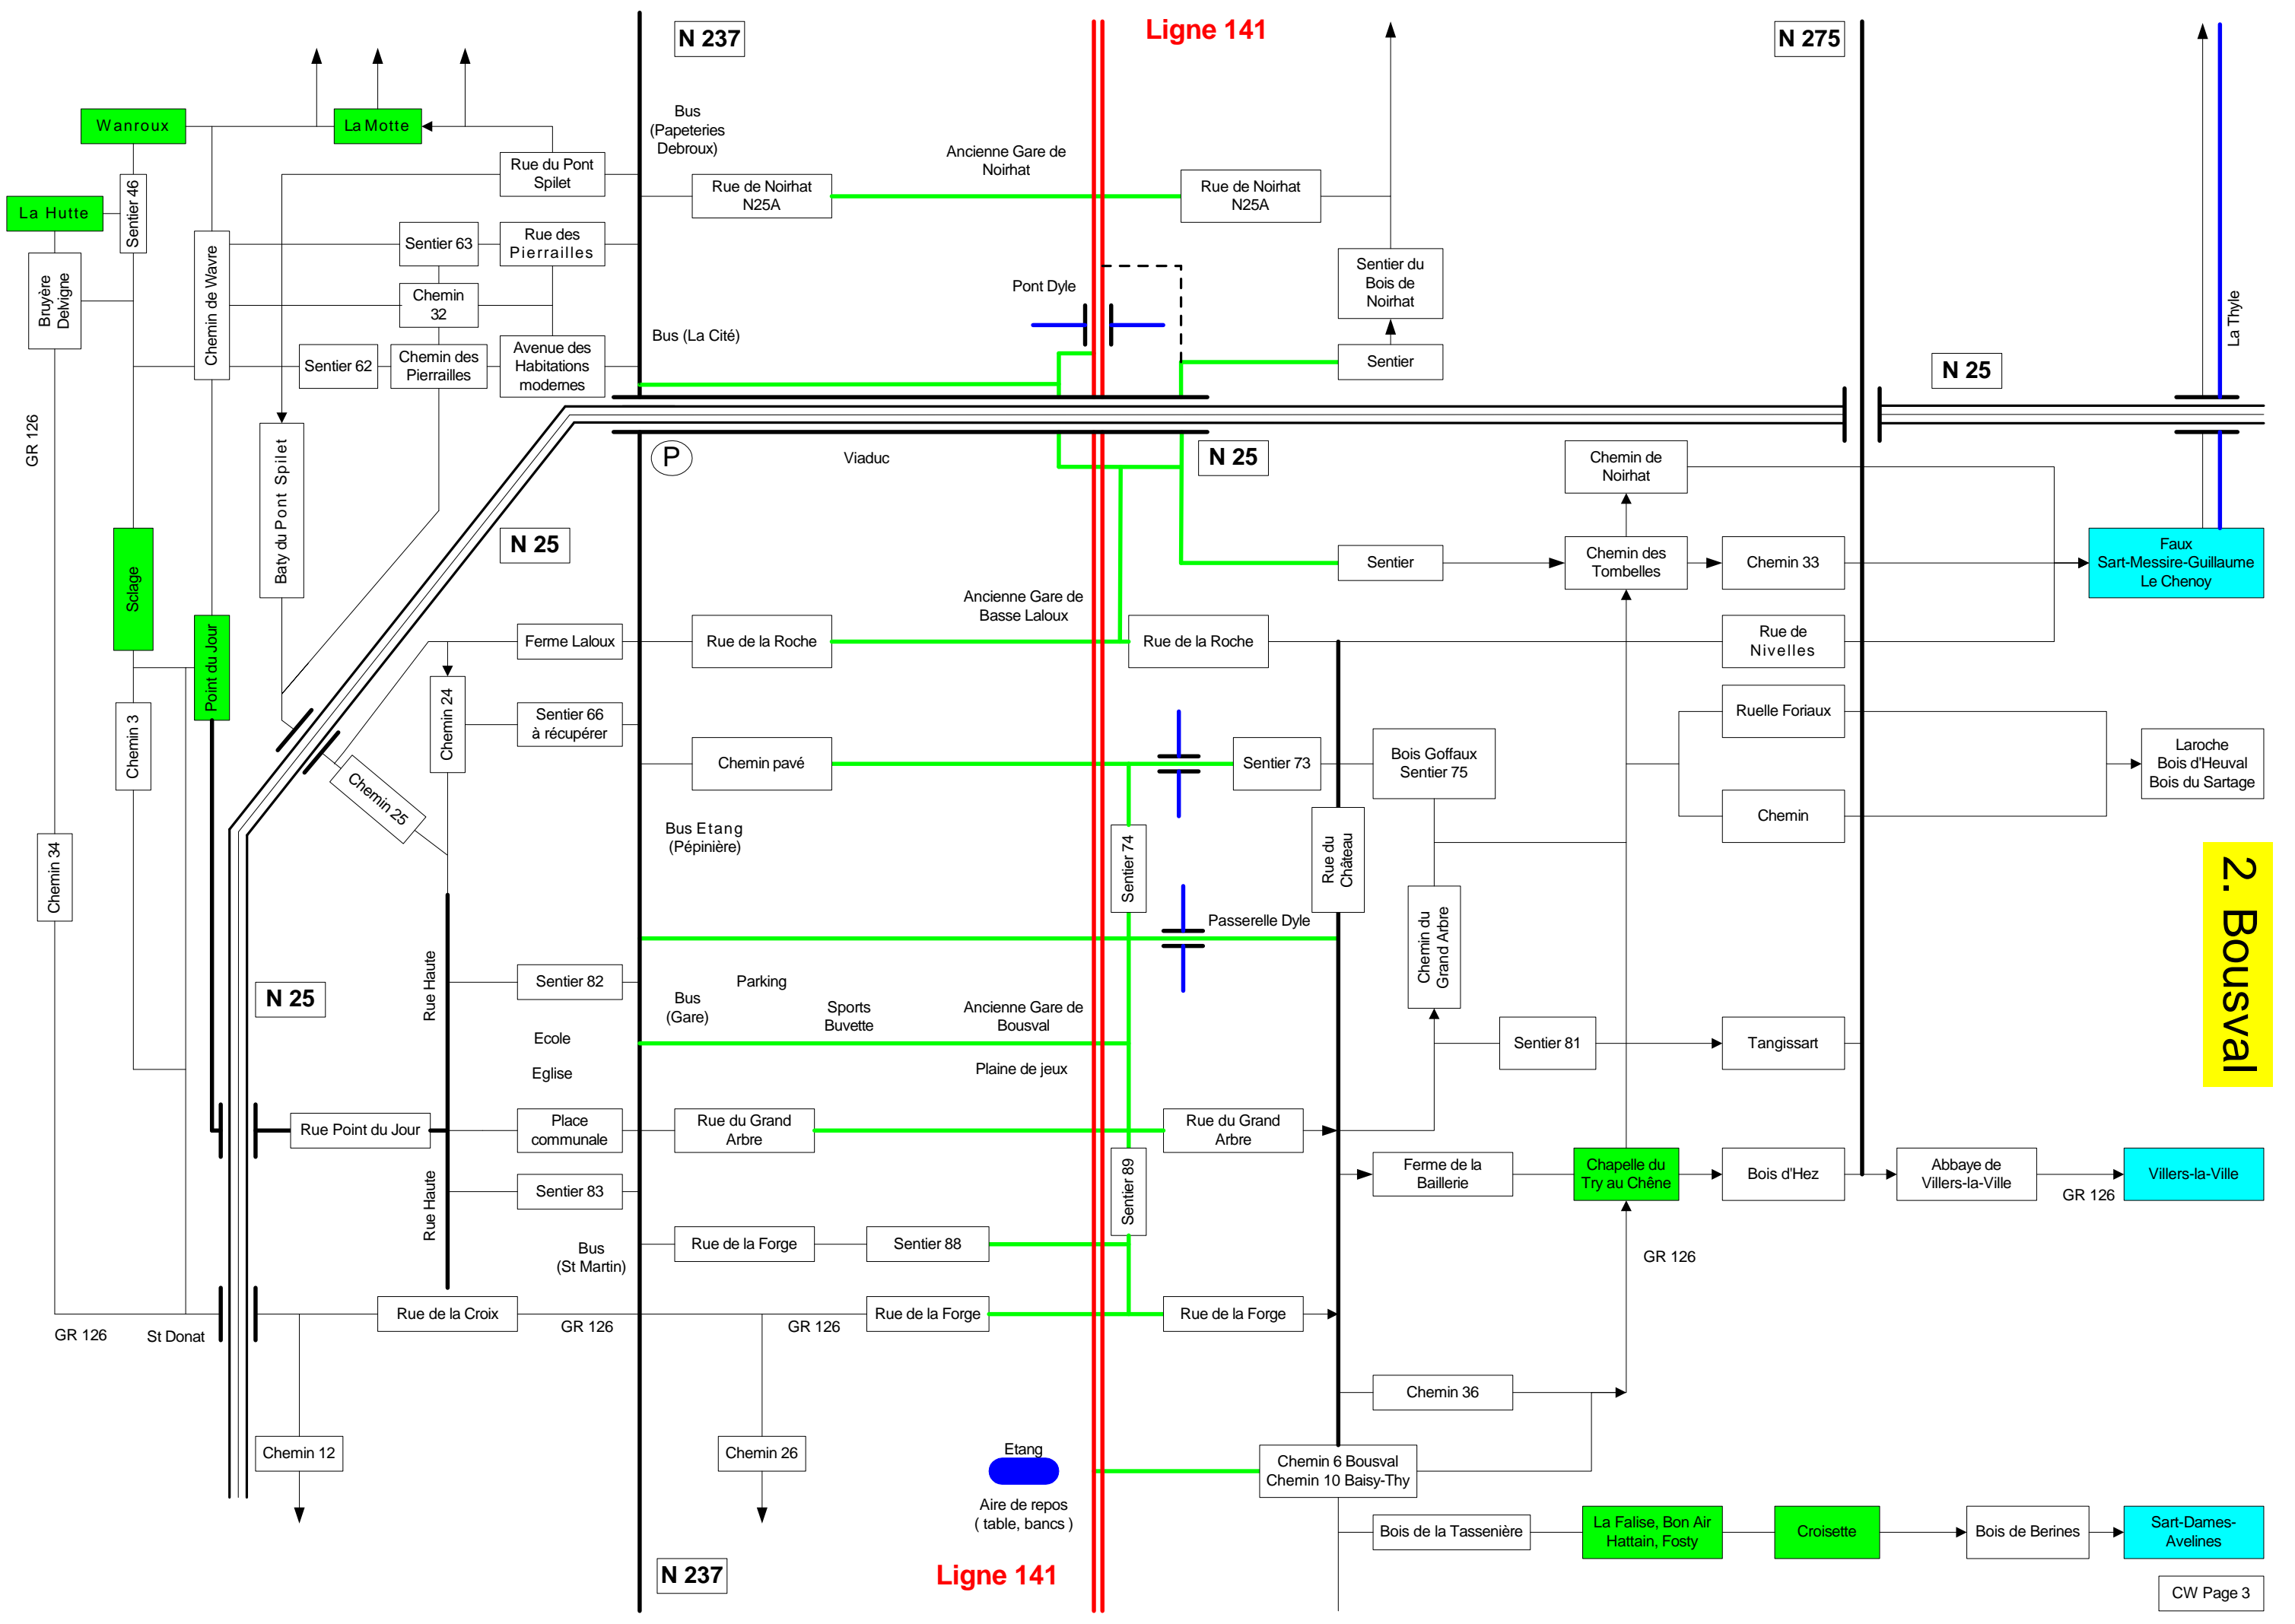 N 237
Ligne 141
N 275
Bus
(Papeteries
Debroux)
Wanroux
La Motte
Rue du Pont
Spilet
Ancienne Gare de
Noirhat
Rue de Noirhat
N25A
Rue de Noirhat
N25A
La Hutte
Sentier 46
Sentier 63
Rue des
Pierrailles
Chemin de Wavre
Bruyère
Delvigne
Chemin
32
Pont Dyle
Sentier du
Bois de
Noirhat
La Thyle
Bus (La Cité)
Sentier 62
Chemin des
Pierrailles
Avenue des
Habitations
modernes
Sentier
N 25
GR 126
Baty du Pont Spilet
P
Viaduc
N 25
Chemin de
Noirhat
N 25
Sentier
Chemin des
Tombelles
Chemin 33
Faux
Sart-Messire-Guillaume
Le Chenoy
Sclage
Point du Jour
Ancienne Gare de
Basse Laloux
Ferme Laloux
Rue de la Roche
Rue de la Roche
Rue de
Nivelles
Chemin 3
Chemin 24
Sentier 66
à récupérer
Ruelle Foriaux
Chemin pavé
Sentier 73
Bois Goffaux
Sentier 75
Laroche
Bois d'Heuval
Bois du Sartage
Chemin 25
Chemin
Bus Etang
(Pépinière)
Chemin 34
Sentier 74
Rue du
Château
2. Bousval
Passerelle Dyle
Chemin du
Grand Arbre
Rue Haute
Sentier 82
Parking
N 25
Bus
(Gare)
Sports
Buvette
Ancienne Gare de
Bousval
Ecole
Sentier 81
Tangissart
Eglise
Plaine de jeux
Rue Point du Jour
Place
communale
Rue du Grand
Arbre
Rue du Grand
Arbre
Ferme de la
Baillerie
Chapelle du
Try au Chêne
Bois d'Hez
Abbaye de
Villers-la-Ville
GR 126
Villers-la-Ville
Rue Haute
Sentier 83
Sentier 89
Bus
(St Martin)
Rue de la Forge
Sentier 88
GR 126
GR 126
St Donat
Rue de la Croix
GR 126
GR 126
Rue de la Forge
Rue de la Forge
Chemin 36
Chemin 12
Chemin 26
Etang
Aire de repos
( table, bancs )
Chemin 6 Bousval
Chemin 10 Baisy-Thy
Bois de la Tassenière
La Falise, Bon Air
Hattain, Fosty
Croisette
Bois de Berines
Sart-Dames-
Avelines
N 237
Ligne 141
CW Page 3